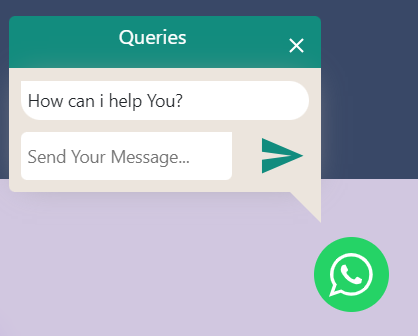 Queries
How can i help You?
Send Your Message...